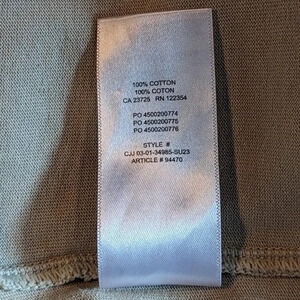 100% COTTON
100% COTON
CA 23725 RN 122354
PO 4500200774
PO 4500200775
PO 4500200776
STYLE #
CJJ 03-01-34985-SU23
ARTICLE # 94470